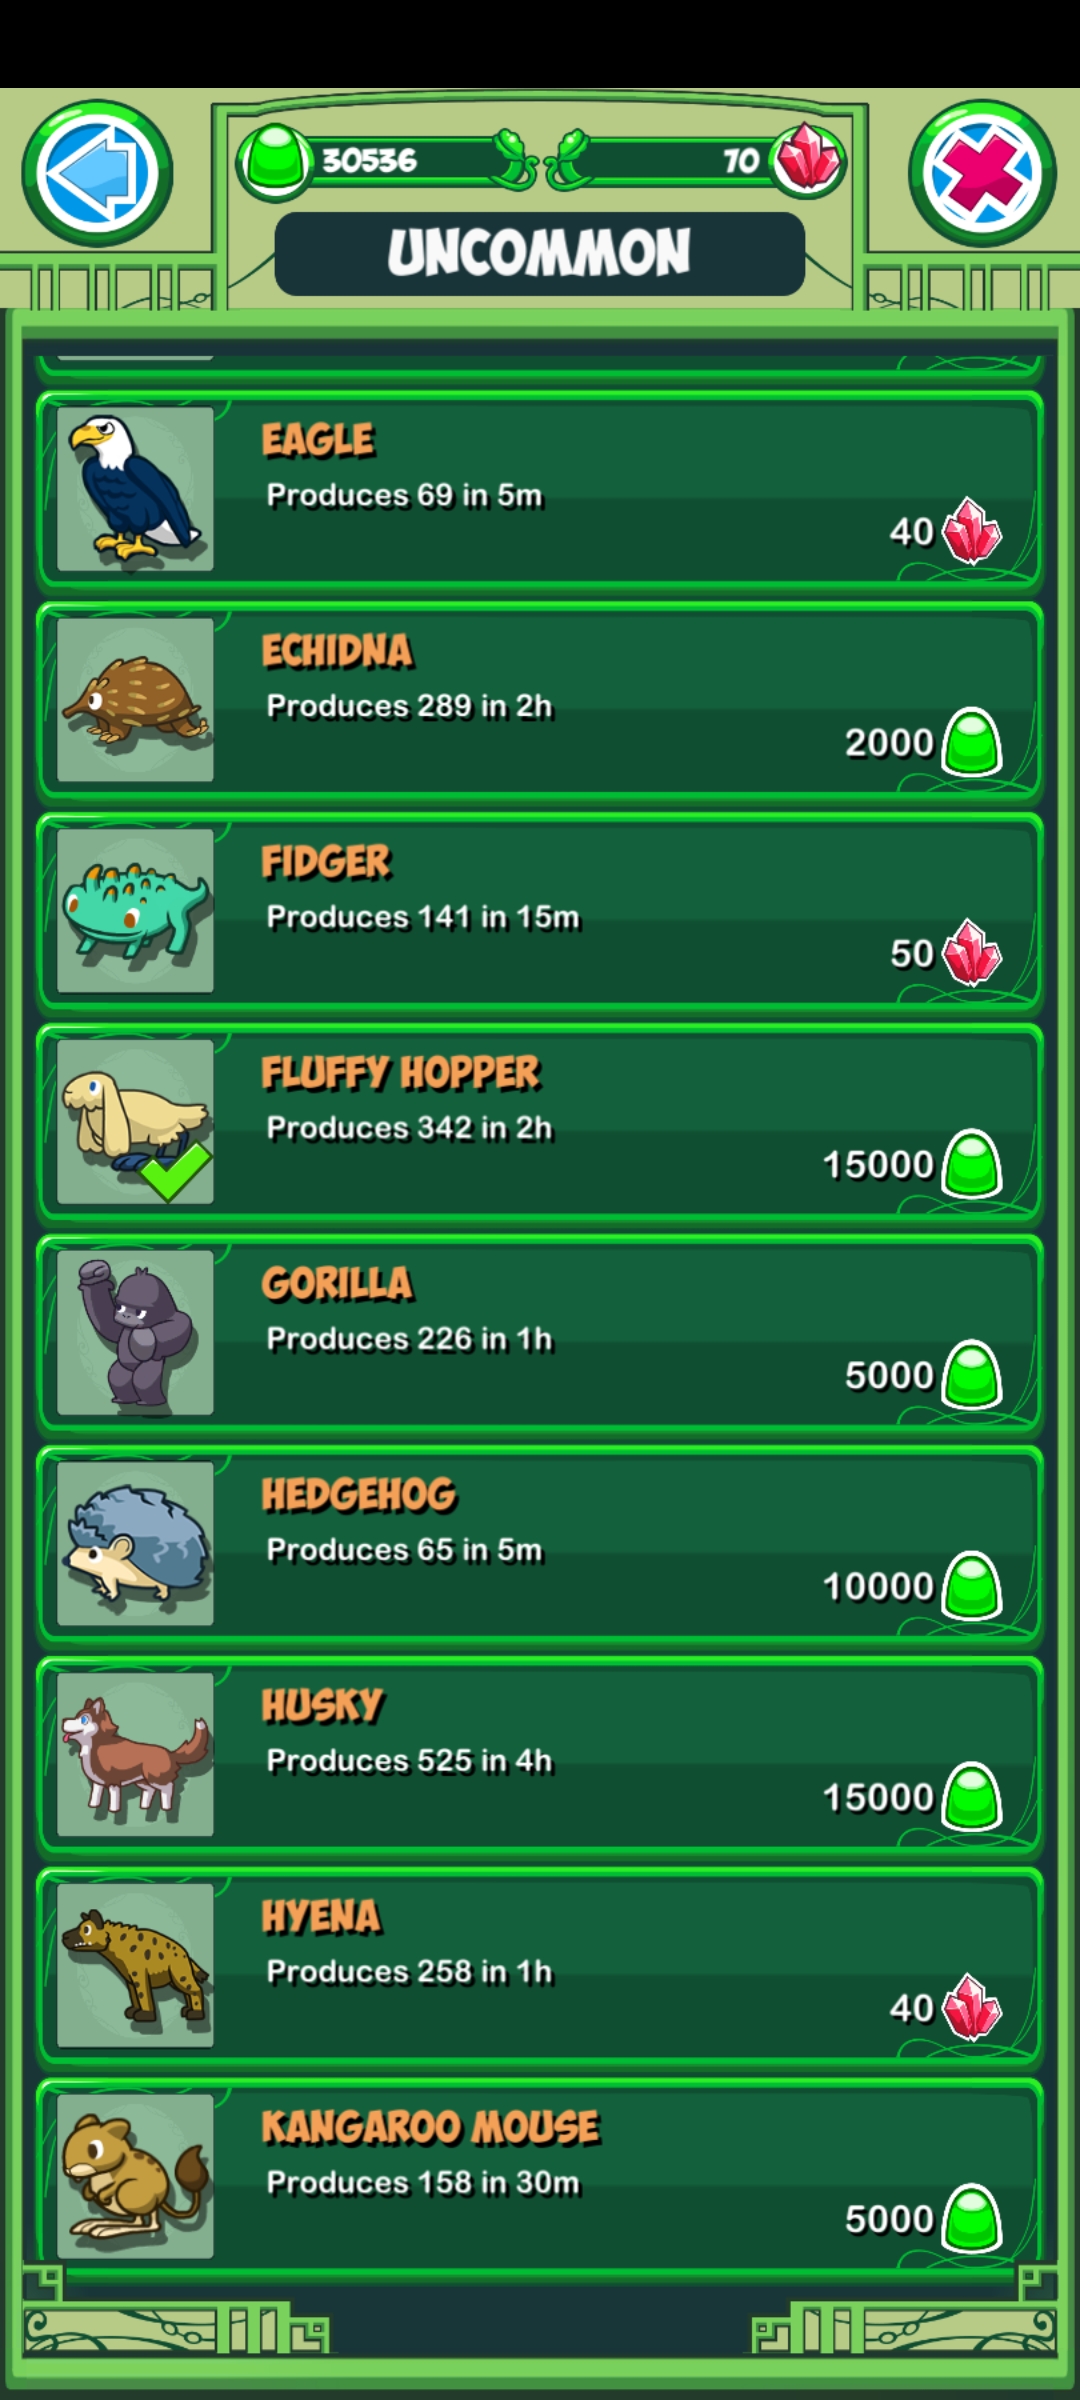 30536
70
UNCOMMON
EAGLE
Produces 69 in 5m
40
ECHIDNA
Produces 289 in 2h
2000
FIDGER
Produces 141 in 15m
50
FLUFFY HOPPER
Produces 342 in 2h
15000
GORILLA
Produces 226 in 1h
5000
HEDGEHOG
Produces 65 in 5m
10000
HUSKY
Produces 525 in 4h
15000
HYENA
Produces 258 in 1h
40
KANGAROO MOUSE
Produces 158 in 30m
5000